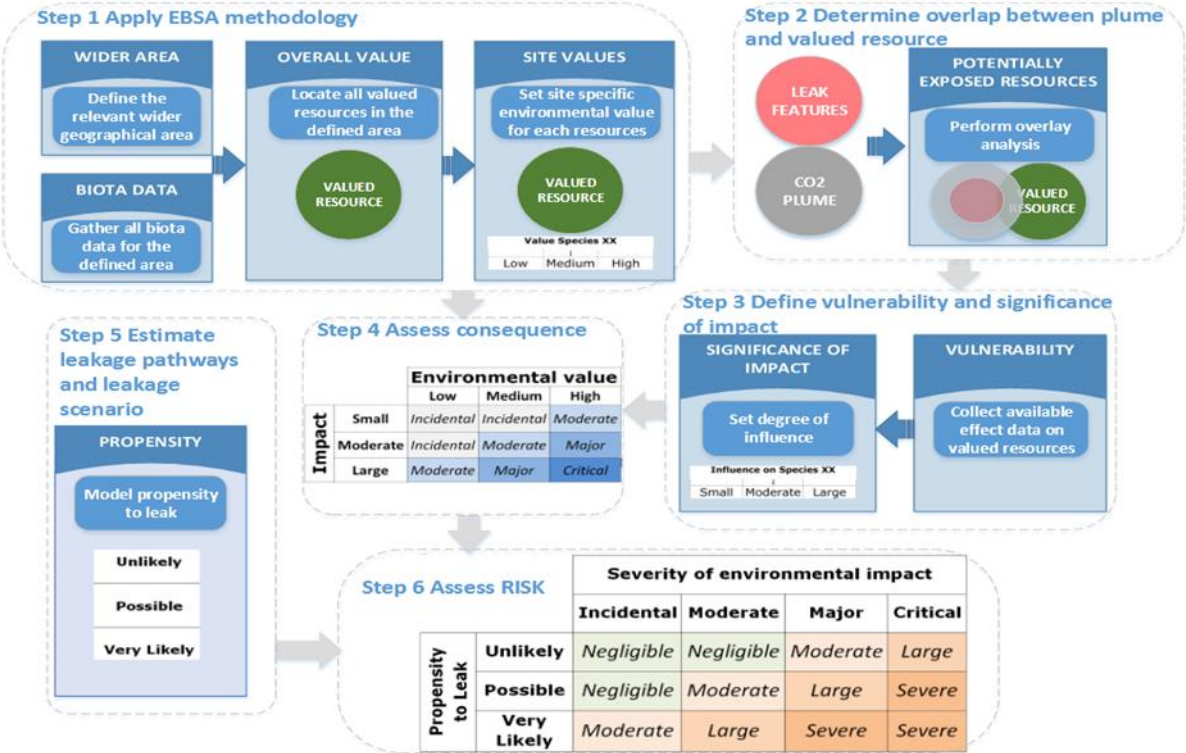 Step 1 Apply EBSA methodology
WIDER AREA
Define the
relevant wider
geographical area
BIOTA DATA
Gather all biota
data for the
defined area
OVERALL VALUE
Locate all valued
resources in the
defined area
VALUED
RESOURCE
SITE VALUES
Set site specific
environmental value
for each resources
VALUED
RESOURCE
Value Species XX
Low Medium High
Step 2 Determine overlap between plume
and valued resource
LEAK
FEATURES
CO2
PLUME
POTENTIALLY
EXPOSED RESOURCES
Perform overlay
analysis
VALUED
RESOURCE
Step 3 Define vulnerability and significance
of impact
SIGNIFICANCE OF
IMPACT
Set degree of
influence
Influence on Species XX
Small Moderate Large
VULNERABILITY
Collect available
effect data on
valued resources
Step 4 Assess consequence
Environmental value
Low Medium High
Impact
Small Incidental Incidental Moderate
Moderate Incidental Moderate Major
Large Moderate Major Critical
Step 5 Estimate
leakage pathways
and leakage
scenario
PROPENSITY
Model propensity
to leak
Unlikely
Possible
Very Likely
Step 6 Assess RISK
Severity of environmental impact
Incidental Moderate Major Critical
Propensity
to Leak
Unlikely Negligible Negligible Moderate Large
Possible Negligible Moderate Large Severe
Very
Likely Moderate Large Severe Severe